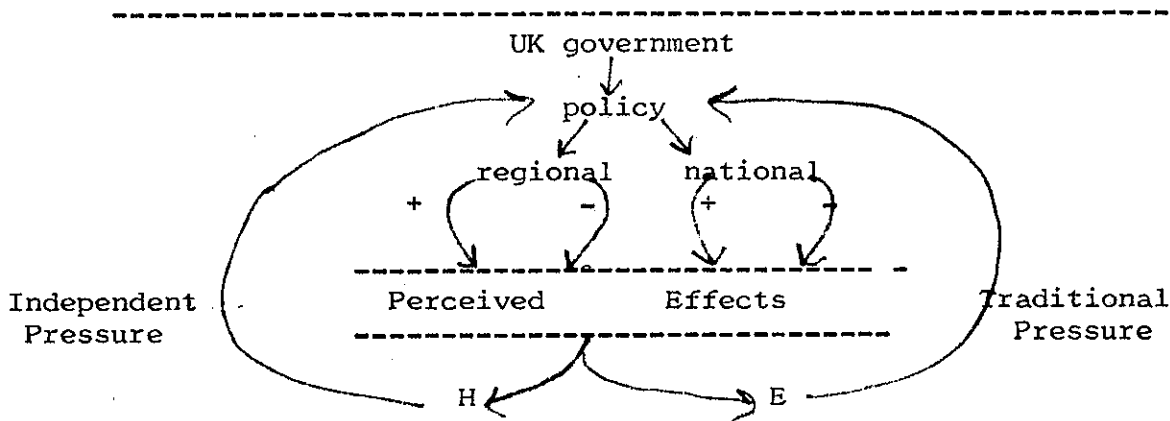 UK government
policy
regional national
+ - + -
Perceived Effects
Independent Traditional
Pressure Pressure
H E